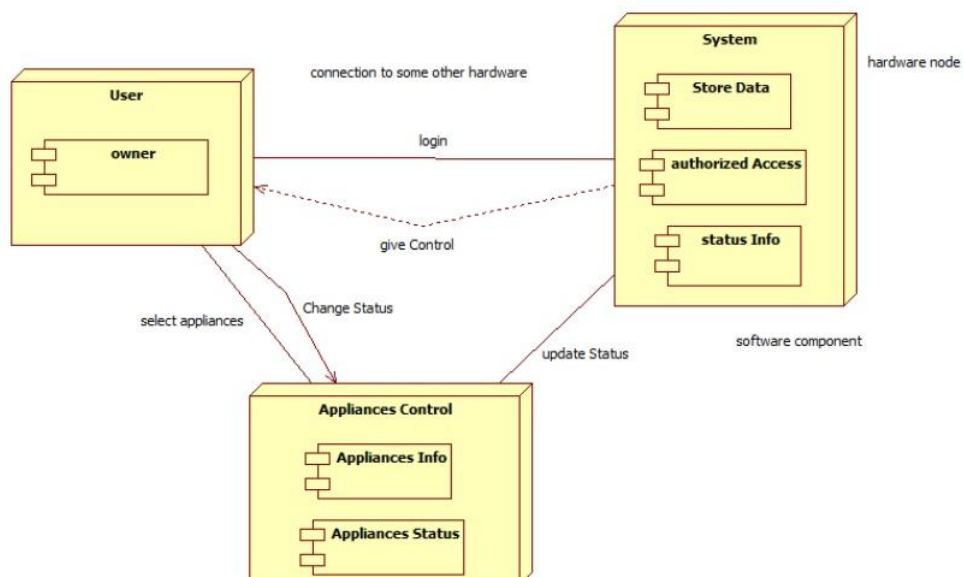 System
hardware node
connection to some other hardware
Store Data
User
login
owner
authorized Access
give Control
status Info
Change Status
select appliances
software component
update Status
Appliances Control
Appliances Info
Appliances Status